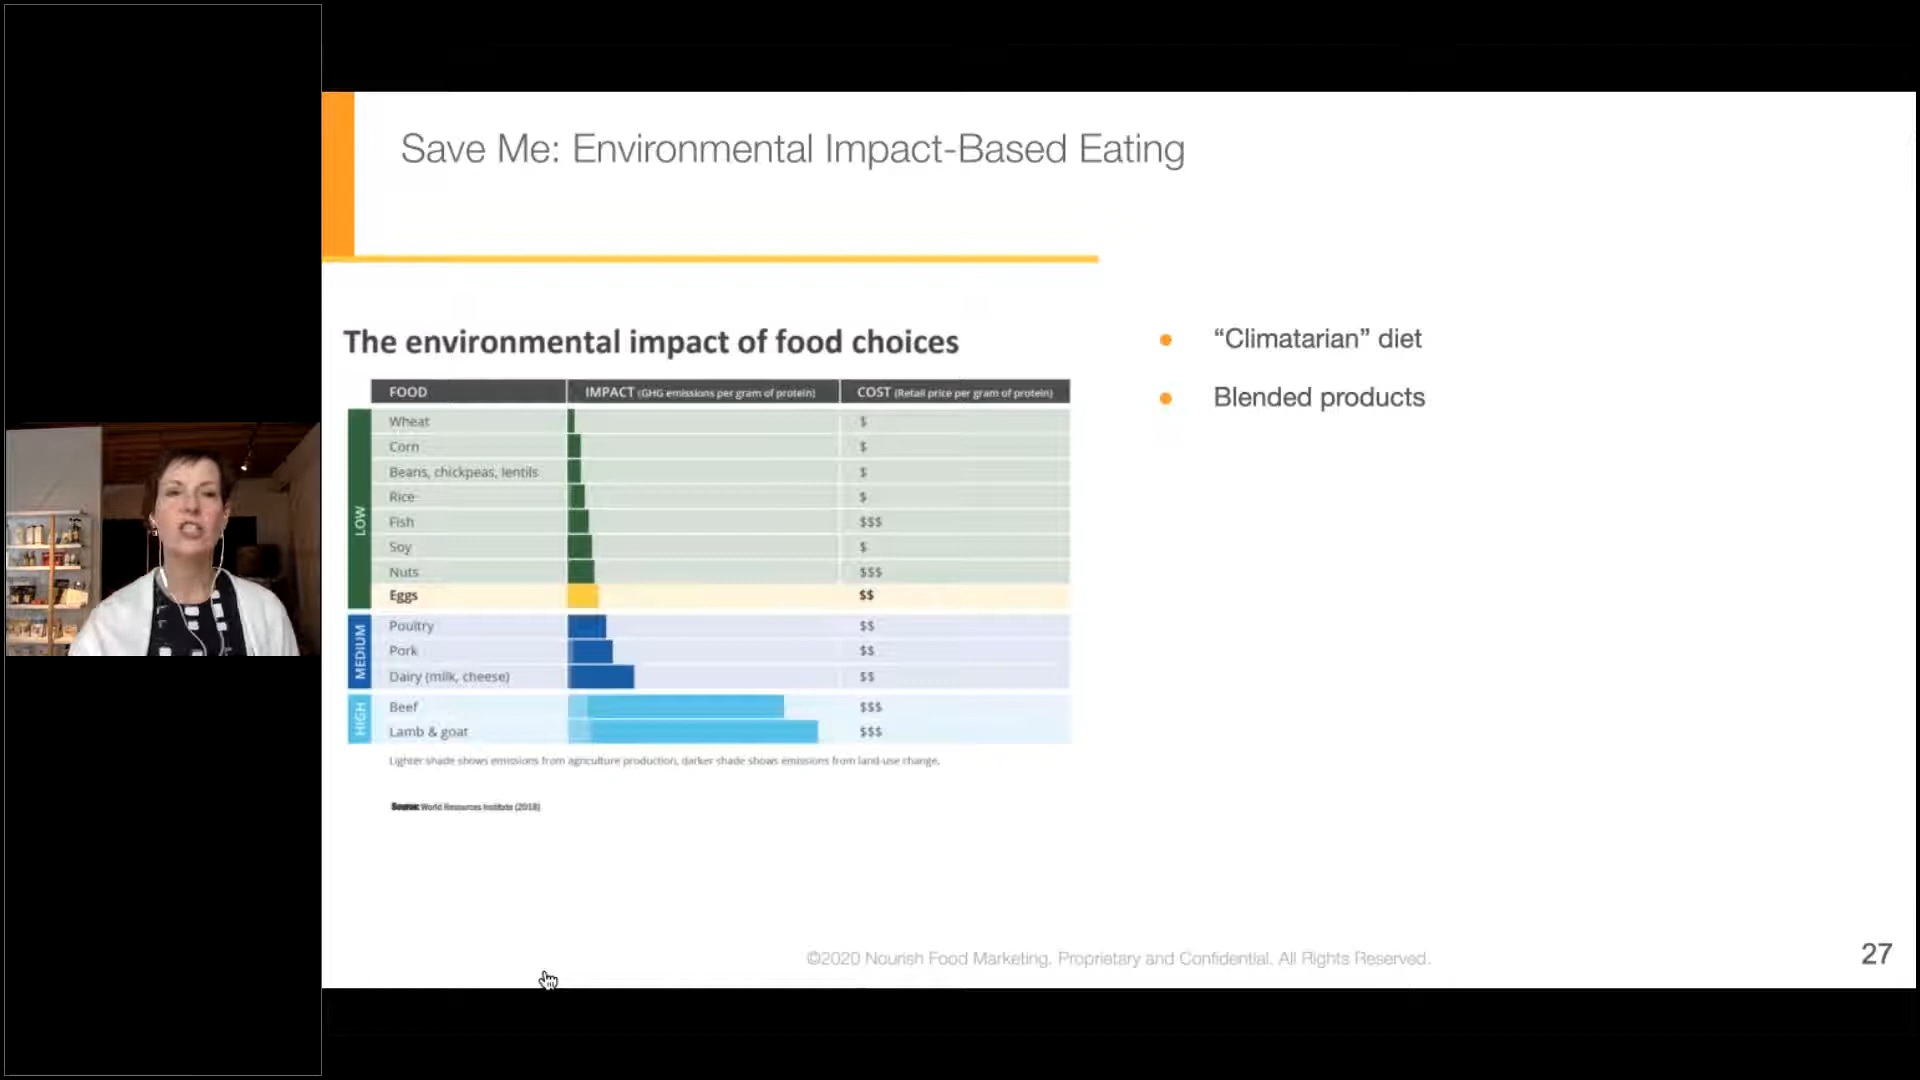 Save Me: Environmental Impact-Based Eating
The environmental impact of food choices
FOOD IMPACT (GHG emissions per gram of protein) COST (Retail price per gram of protein)
LOW
Wheat $
Corn $
Beans, chickpeas, lentils $
Rice $
Fish $$$
Soy $
Nuts $$$
Eggs $$
MEDIUM
Poultry $$
Pork $$
Dairy (milk, cheese) $$
HIGH
Beef $$$
Lamb & goat $$$
Lighter shade shows emissions from agriculture production, darker shade shows emissions from land-use change.
Source: World Resources Institute (2018)
“Climatarian” diet
Blended products
©2020 Nourish Food Marketing. Proprietary and Confidential. All Rights Reserved.
27